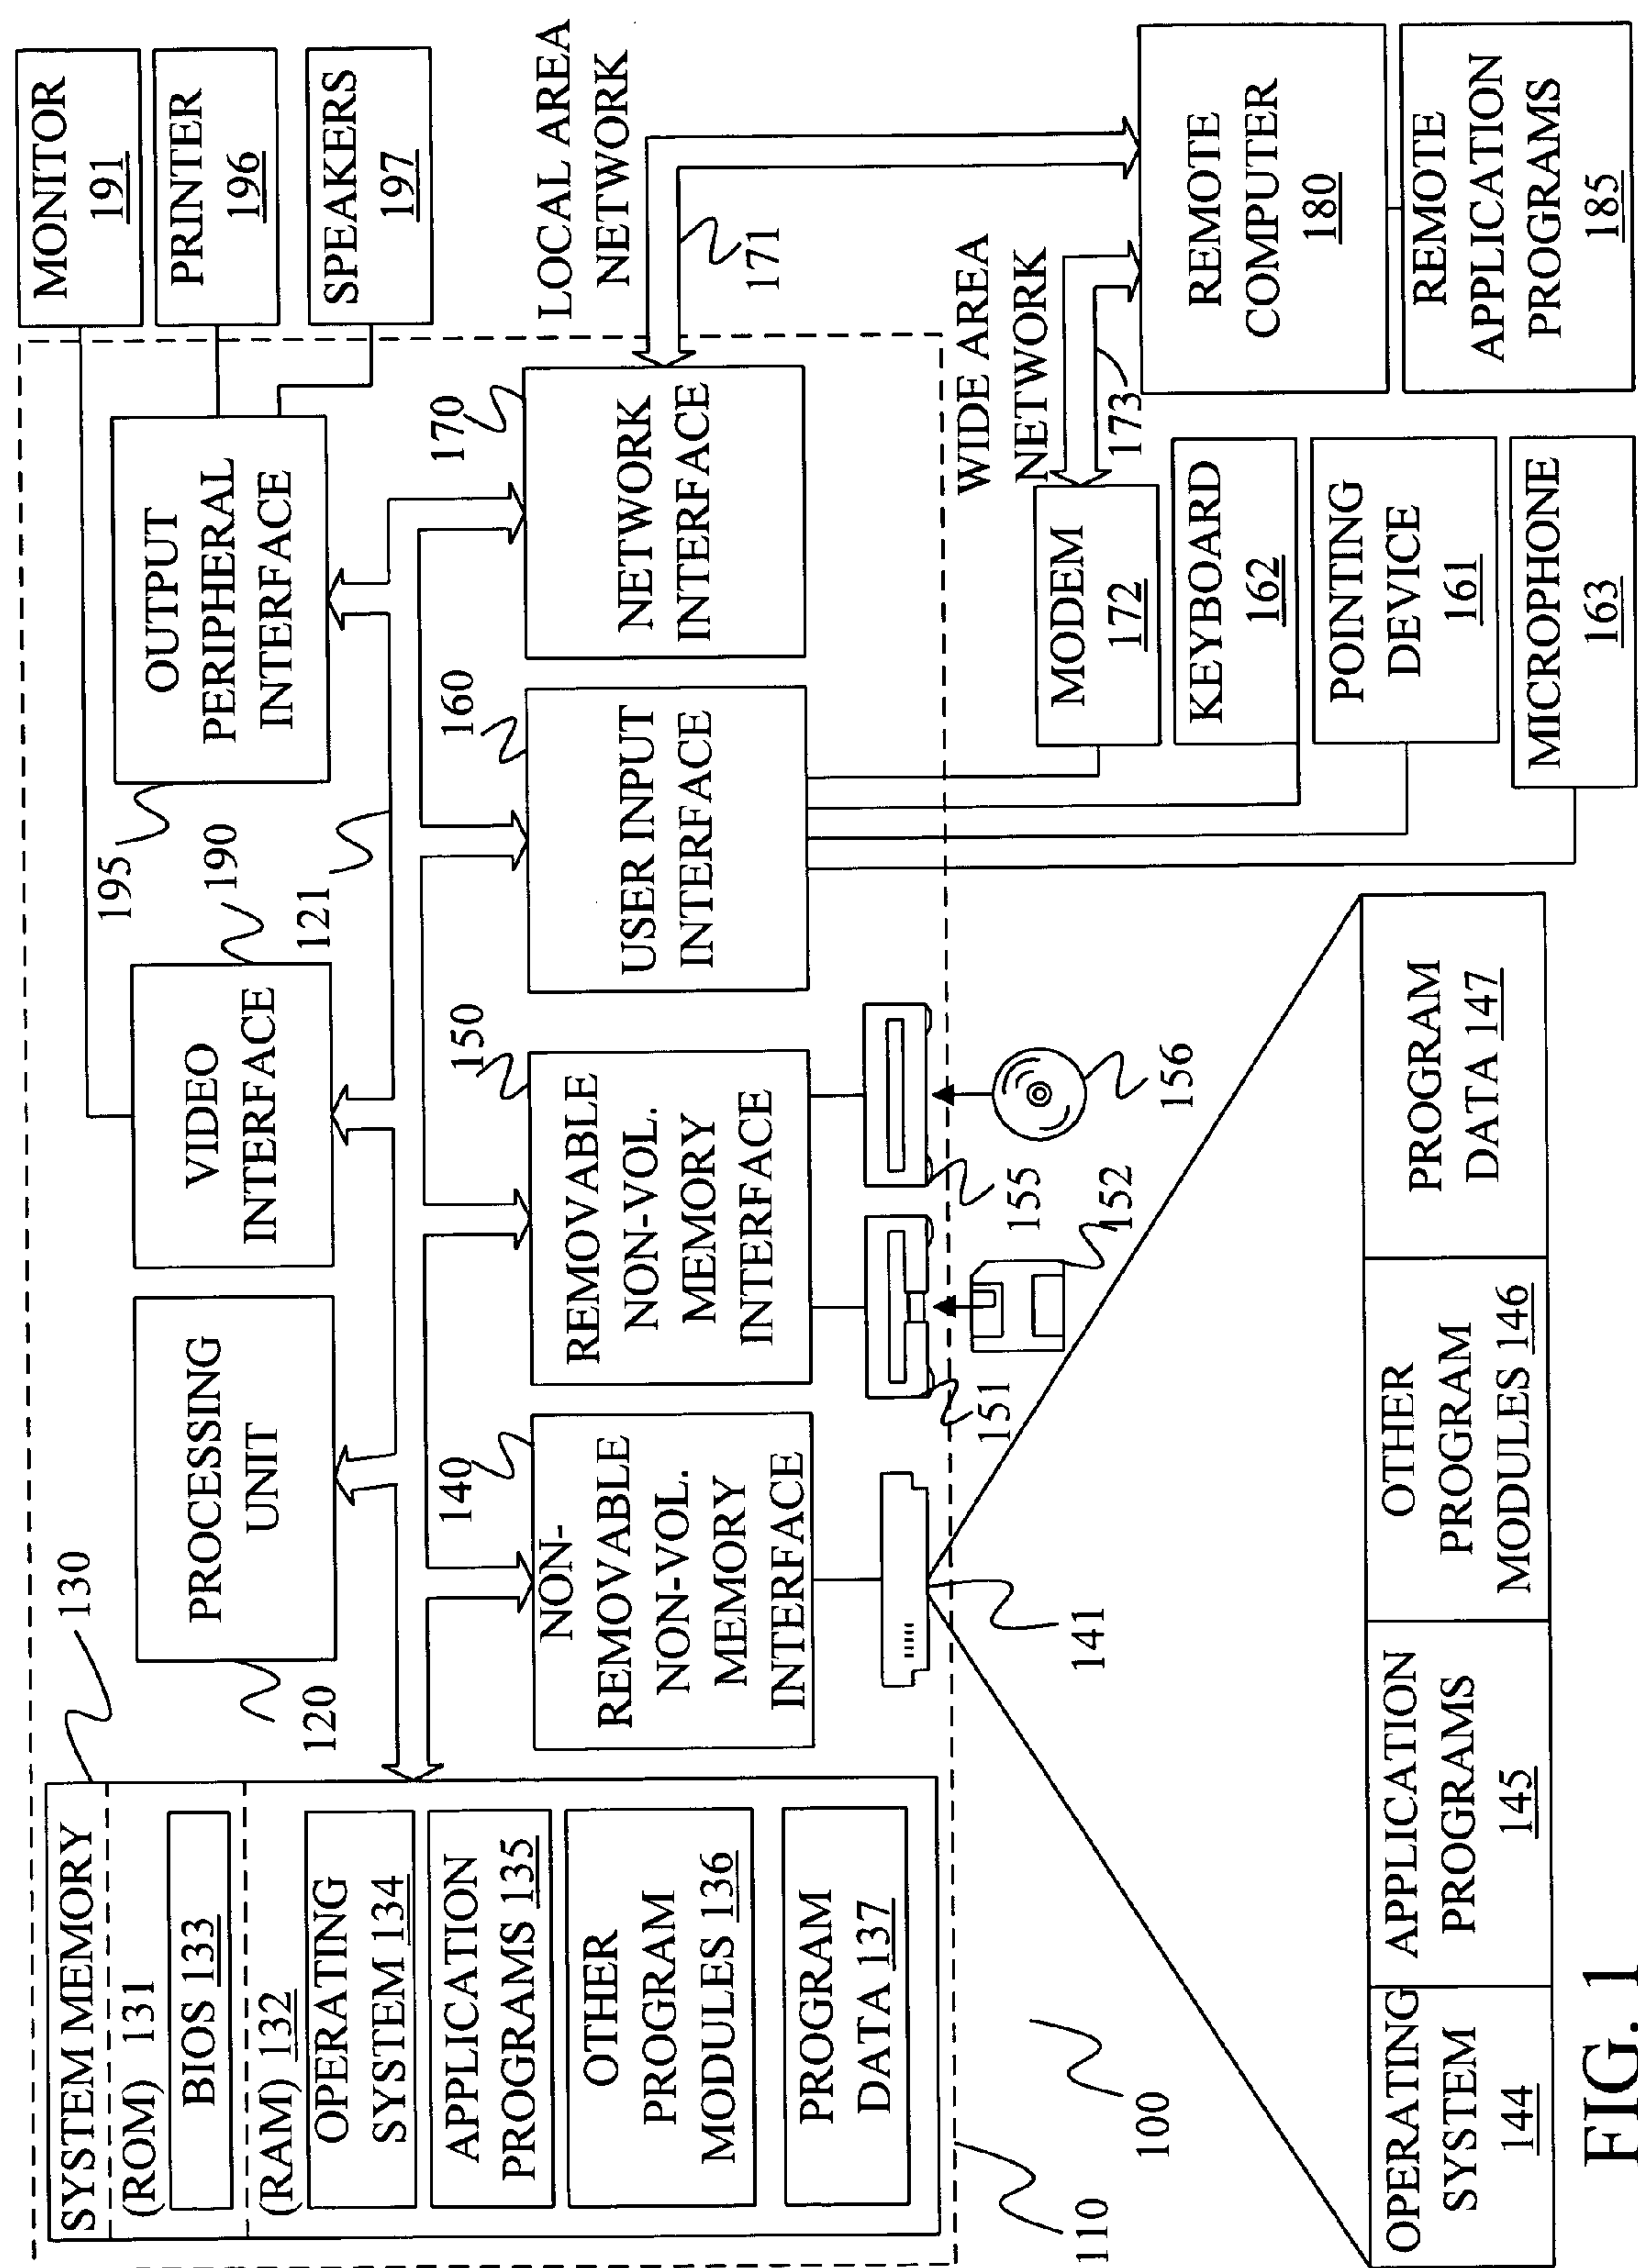 SYSTEM MEMORY
(ROM) 131
BIOS 133
(RAM) 132
OPERATING
SYSTEM 134
APPLICATION
PROGRAMS 135
OTHER
PROGRAM
MODULES 136
PROGRAM
DATA 137
130
PROCESSING
UNIT
120
VIDEO
INTERFACE
190
121
OUTPUT
PERIPHERAL
INTERFACE
195
MONITOR
191
PRINTER
196
SPEAKERS
197
NON-
REMOVABLE
NON-VOL.
MEMORY
INTERFACE
140
REMOVABLE
NON-VOL.
MEMORY
INTERFACE
150
USER INPUT
INTERFACE
160
NETWORK
INTERFACE
170
LOCAL AREA
NETWORK
171
WIDE AREA
NETWORK
173
141
151
152
155
156
MODEM
172
KEYBOARD
162
POINTING
DEVICE
161
MICROPHONE
163
REMOTE
COMPUTER
180
REMOTE
APPLICATION
PROGRAMS
185
110
100
OPERATING
SYSTEM
144
APPLICATION
PROGRAMS
145
OTHER
PROGRAM
MODULES 146
PROGRAM
DATA 147
FIG. 1